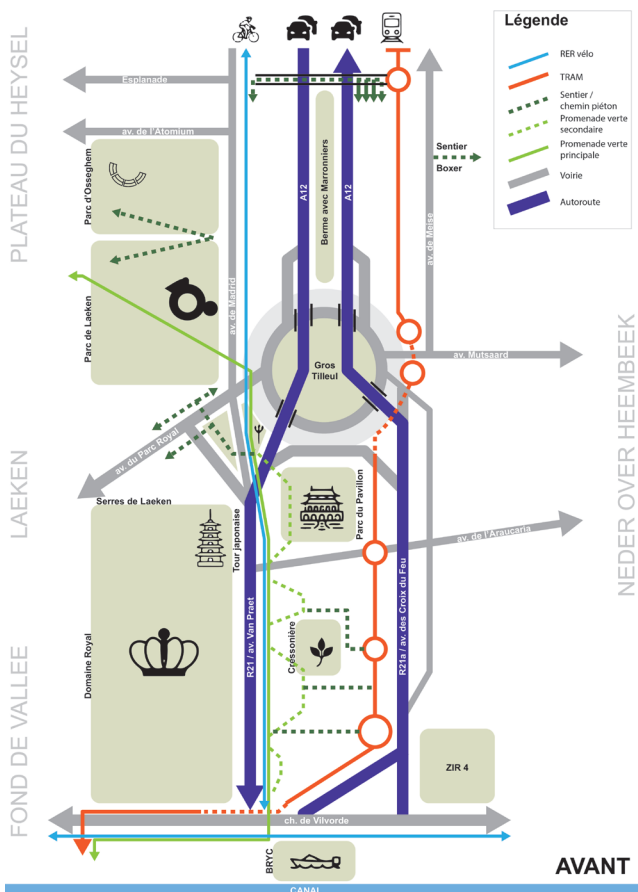 Légende
RER vélo
TRAM
Sentier /
chemin piéton
Promenade verte
secondaire
Promenade verte
principale
Voirie
Autoroute
PLATEAU DU HEYSEL
LAEKEN
FOND DE VALLEE
NEDER OVER HEEMBEEK
Esplanade
av. de l'Atomium
Parc d'Osseghem
Parc de Laeken
av. de Madrid
A12
Berme avec Marronniers
A12
av. de Meise
Sentier
Boxer
av. Mutsaard
Gros
Tilleul
av. du Parc Royal
Serres de Laeken
Tour japonaise
Parc du Pavillon
av. de l'Araucaria
Domaine Royal
R21 / av. Van Praet
Cressonière
R21a / av. des Croix du Feu
ZIR 4
ch. de Vilvorde
BRYC
AVANT
CANAL